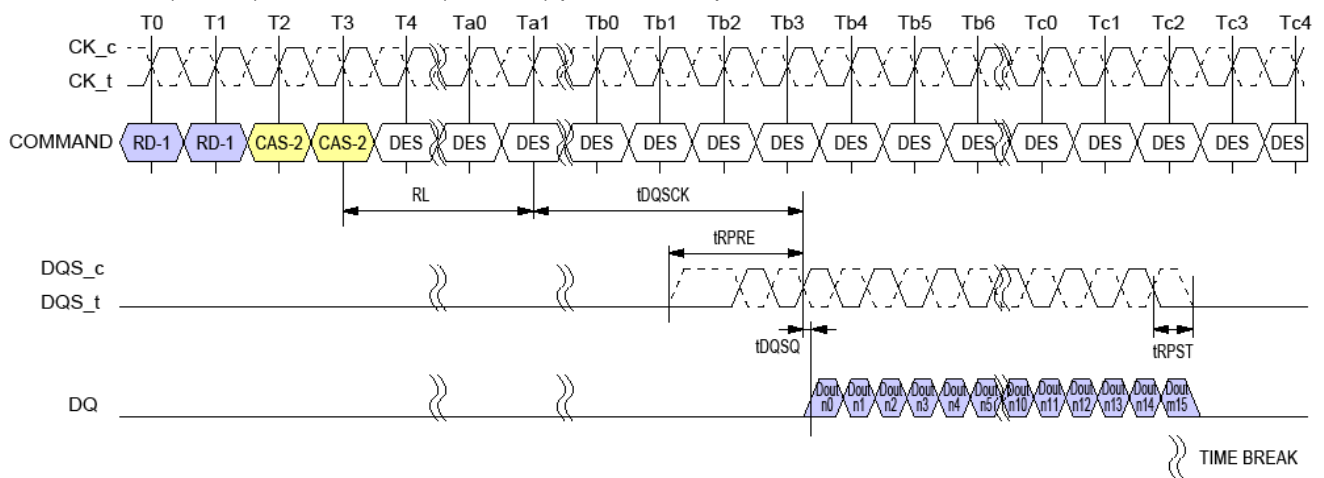 T0 T1 T2 T3 T4 Ta0 Ta1 Tb0 Tb1 Tb2 Tb3 Tb4 Tb5 Tb6 Tc0 Tc1 Tc2 Tc3 Tc4
CK_c
CK_t
COMMAND RD-1 RD-1 CAS-2 CAS-2 DES DES DES DES DES DES DES DES DES DES DES DES DES DES DES
RL tDQSCK
tRPRE
DQS_c
DQS_t
tDQSQ tRPST
DQ Dout n0 Dout n1 Dout n2 Dout n3 Dout n4 Dout n5 Dout n10 Dout n11 Dout n12 Dout n13 Dout n14 Dout m15
TIME BREAK